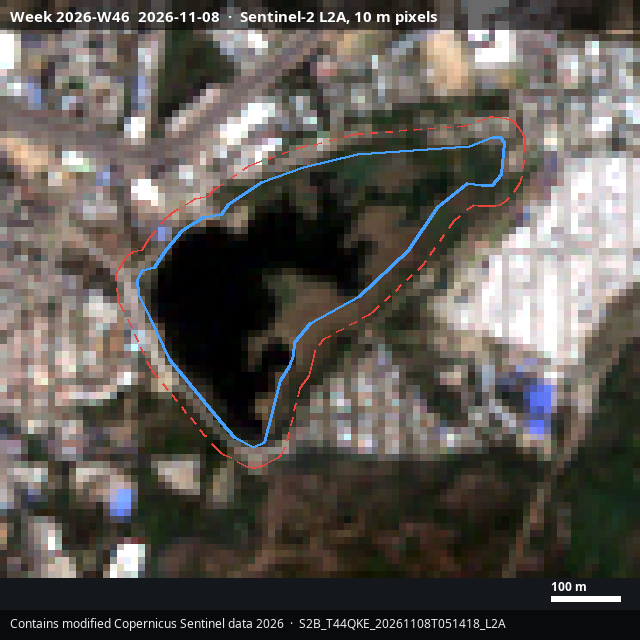 Week 2026-W46  2026-11-08  ·  Sentinel-2 L2A, 10 m pixels
100 m
Contains modified Copernicus Sentinel data 2026  ·  S2B_T44QKE_20261108T051418_L2A